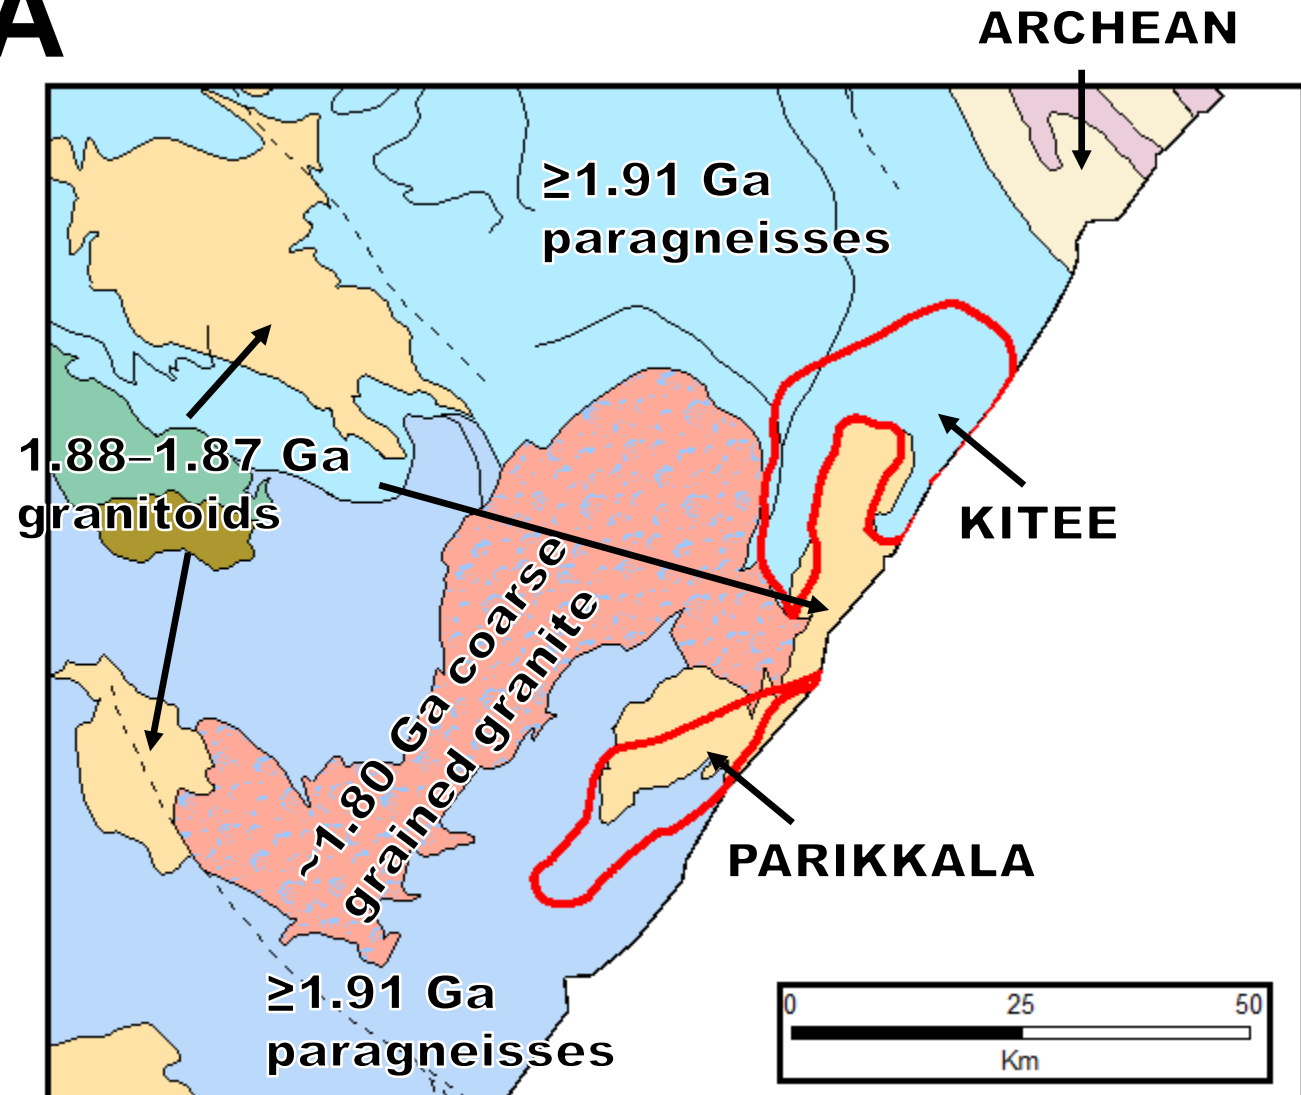 A
ARCHEAN
≥1.91 Ga
paragneisses
1.88–1.87 Ga
granitoids
KITEE
~1.80 Ga coarse
grained granite
PARIKKALA
≥1.91 Ga
paragneisses
0 25 50
Km